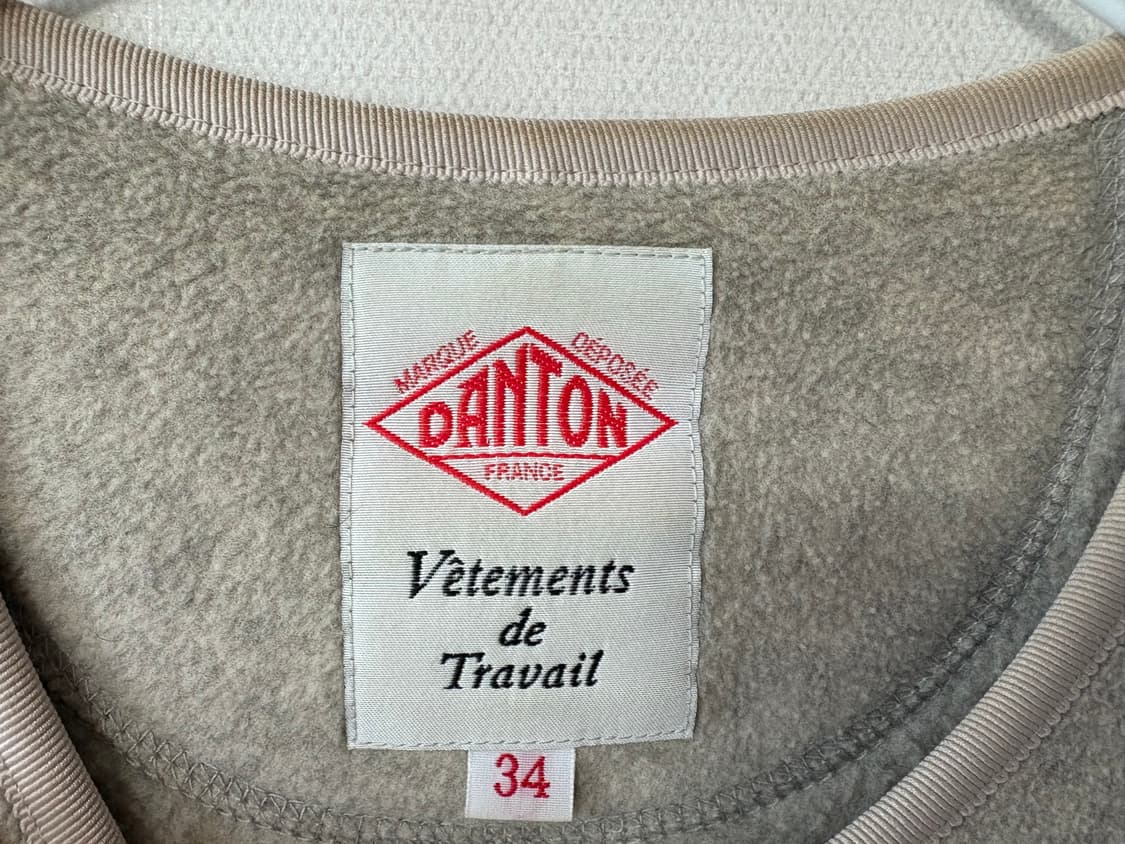 MARQUE DÉPOSÉE
DANTON
FRANCE
Vêtements
de
Travail
34